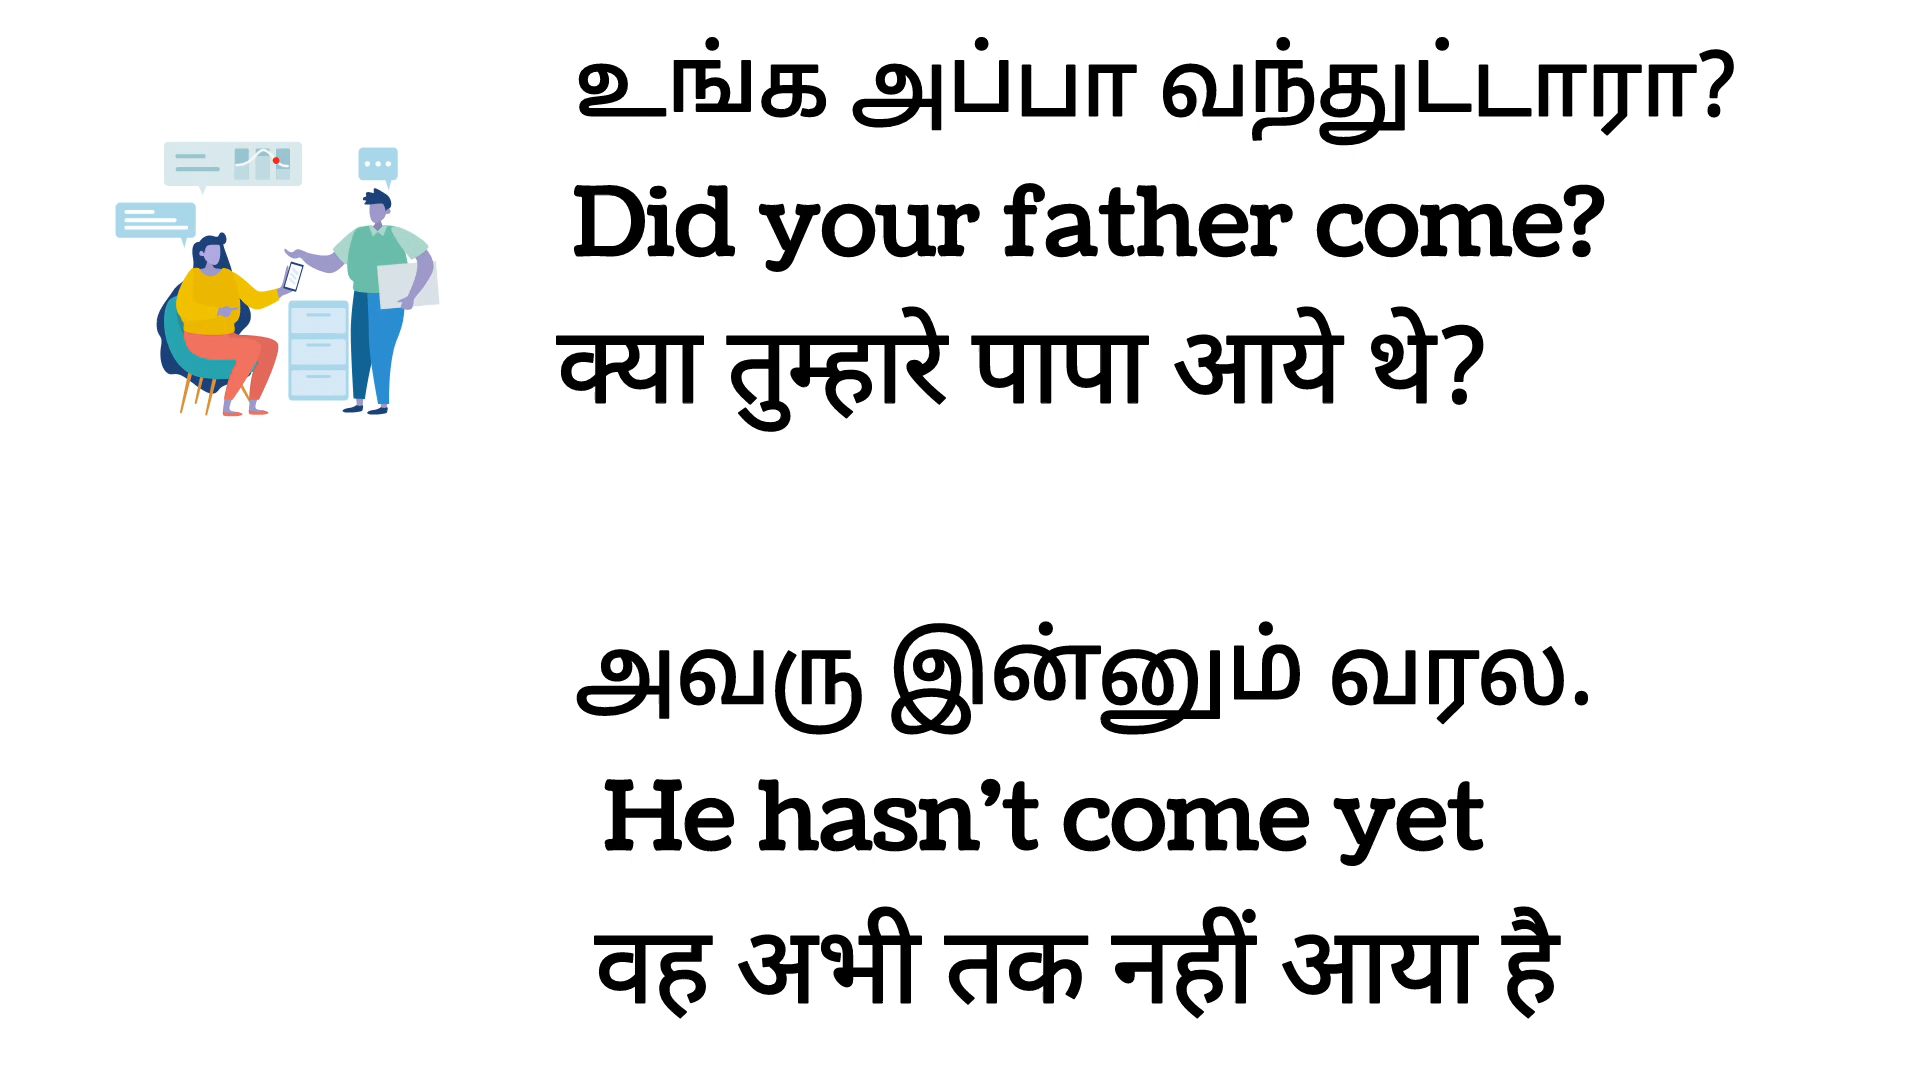 உங்க அப்பா வந்துட்டாரா?
Did your father come?
क्या तुम्हारे पापा आये थे?
அவரு இன்னும் வரல.
He hasn’t come yet
वह अभी तक नहीं आया है